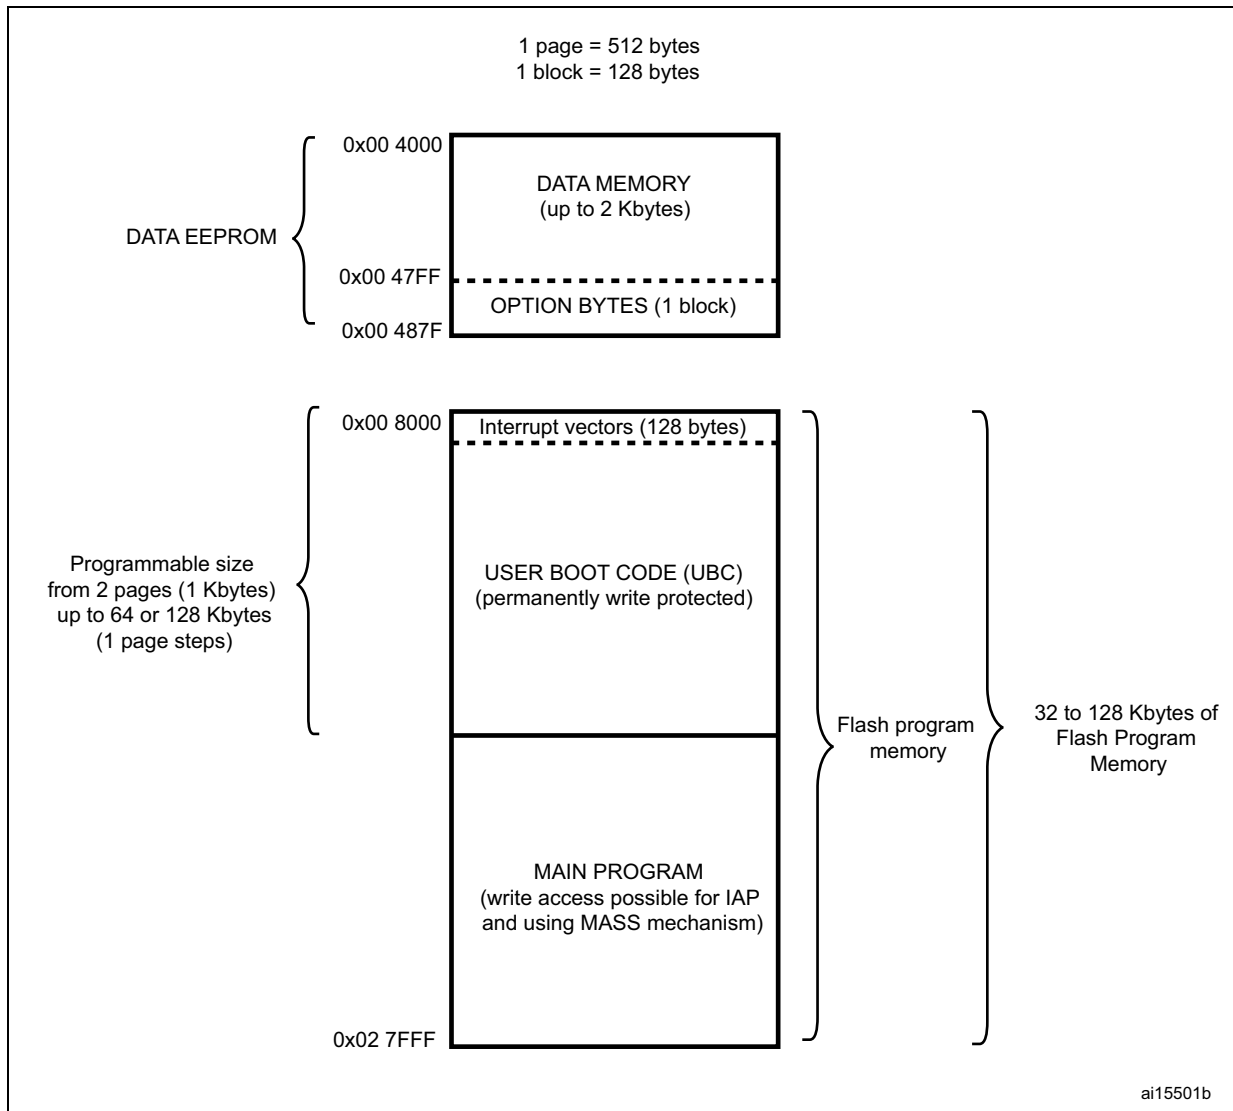 1 page = 512 bytes
1 block = 128 bytes
0x00 4000
DATA MEMORY
(up to 2 Kbytes)
DATA EEPROM
0x00 47FF
OPTION BYTES (1 block)
0x00 487F
0x00 8000
Interrupt vectors (128 bytes)
Programmable size
from 2 pages (1 Kbytes)
up to 64 or 128 Kbytes
(1 page steps)
USER BOOT CODE (UBC)
(permanently write protected)
Flash program
memory
32 to 128 Kbytes of
Flash Program
Memory
MAIN PROGRAM
(write access possible for IAP
and using MASS mechanism)
0x02 7FFF
ai15501b